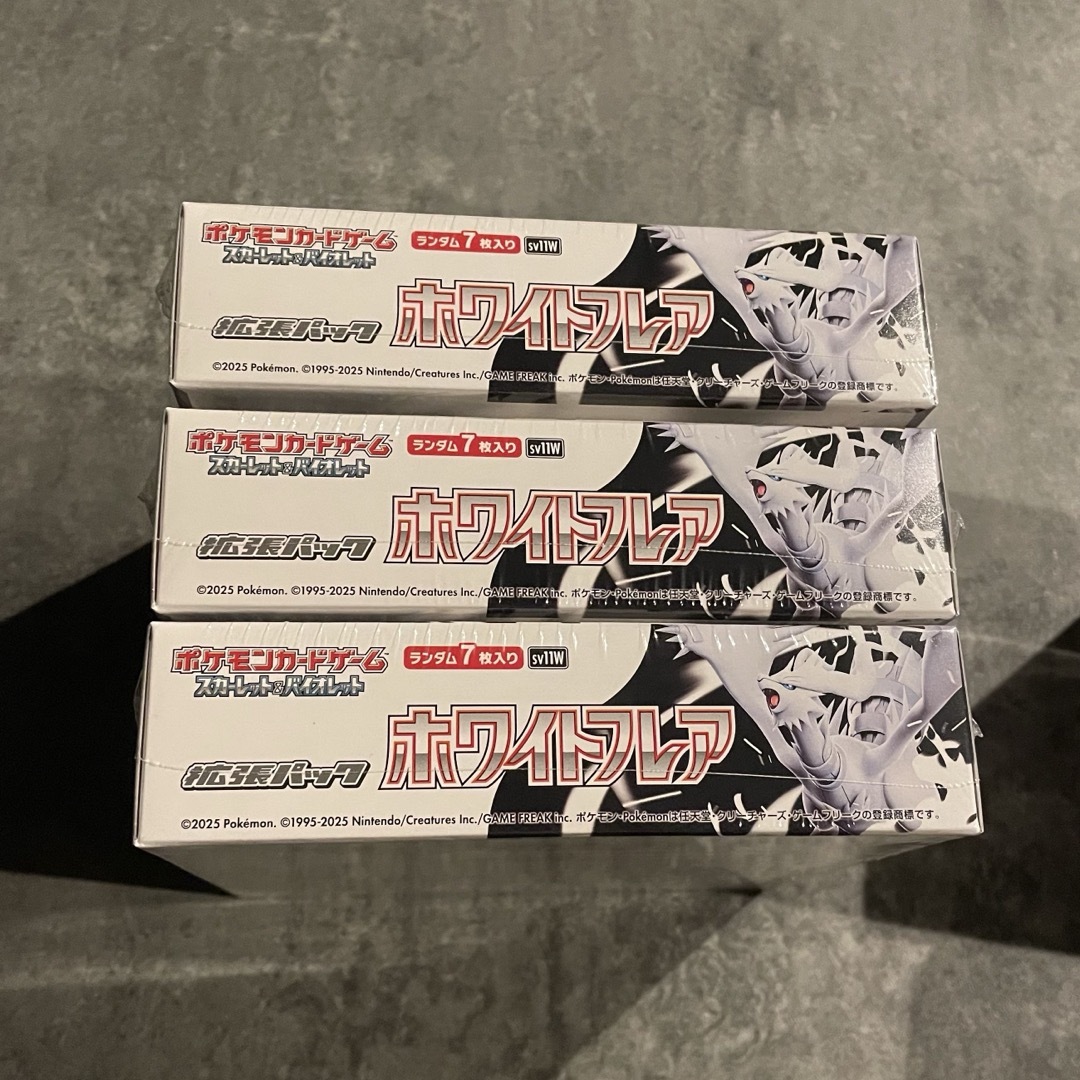 ポケモンカードゲーム
スカーレット&バイオレット
ランダム7枚入り sv11W
拡張パック ホワイトフレア
©2025 Pokémon. ©1995-2025 Nintendo/Creatures Inc./GAME FREAK inc. ポケモン・Pokémonは任天堂・クリーチャーズ・ゲームフリークの登録商標です。
ポケモンカードゲーム
スカーレット&バイオレット
ランダム7枚入り sv11W
拡張パック ホワイトフレア
©2025 Pokémon. ©1995-2025 Nintendo/Creatures Inc./GAME FREAK inc. ポケモン・Pokémonは任天堂・クリーチャーズ・ゲームフリークの登録商標です。
ポケモンカードゲーム
スカーレット&バイオレット
ランダム7枚入り sv11W
拡張パック ホワイトフレア
©2025 Pokémon. ©1995-2025 Nintendo/Creatures Inc./GAME FREAK inc. ポケモン・Pokémonは任天堂・クリーチャーズ・ゲームフリークの登録商標です。